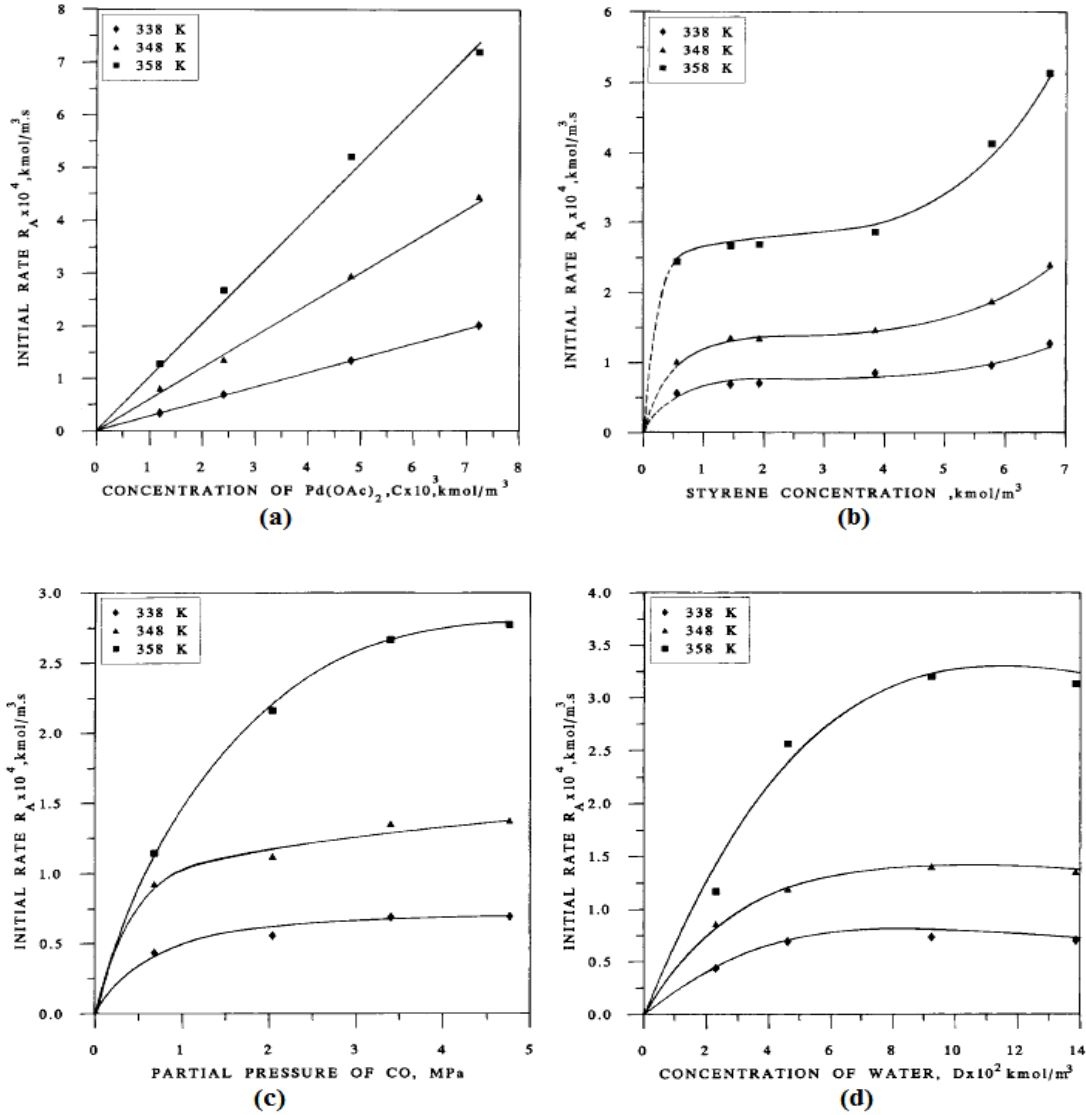 338 K
348 K
358 K
INITIAL RATE R_A x10^4, kmol/m^3.s
8
7
6
5
4
3
2
1
0
0 1 2 3 4 5 6 7 8
CONCENTRATION OF Pd(OAc)_2, Cx10^3, kmol/m^3
(a)
338 K
348 K
358 K
INITIAL RATE R_A x10^4, kmol/m^3.s
6
5
4
3
2
1
0
0 1 2 3 4 5 6 7
STYRENE CONCENTRATION ,kmol/m^3
(b)
338 K
348 K
358 K
INITIAL RATE R_A x10^4, kmol/m^3.s
3.0
2.5
2.0
1.5
1.0
0.5
0.0
0 1 2 3 4 5
PARTIAL PRESSURE OF CO, MPa
(c)
338 K
348 K
358 K
INITIAL RATE R_A x10^4, kmol/m^3.s
4.0
3.5
3.0
2.5
2.0
1.5
1.0
0.5
0.0
0 2 4 6 8 10 12 14
CONCENTRATION OF WATER, Dx10^2 kmol/m^3
(d)